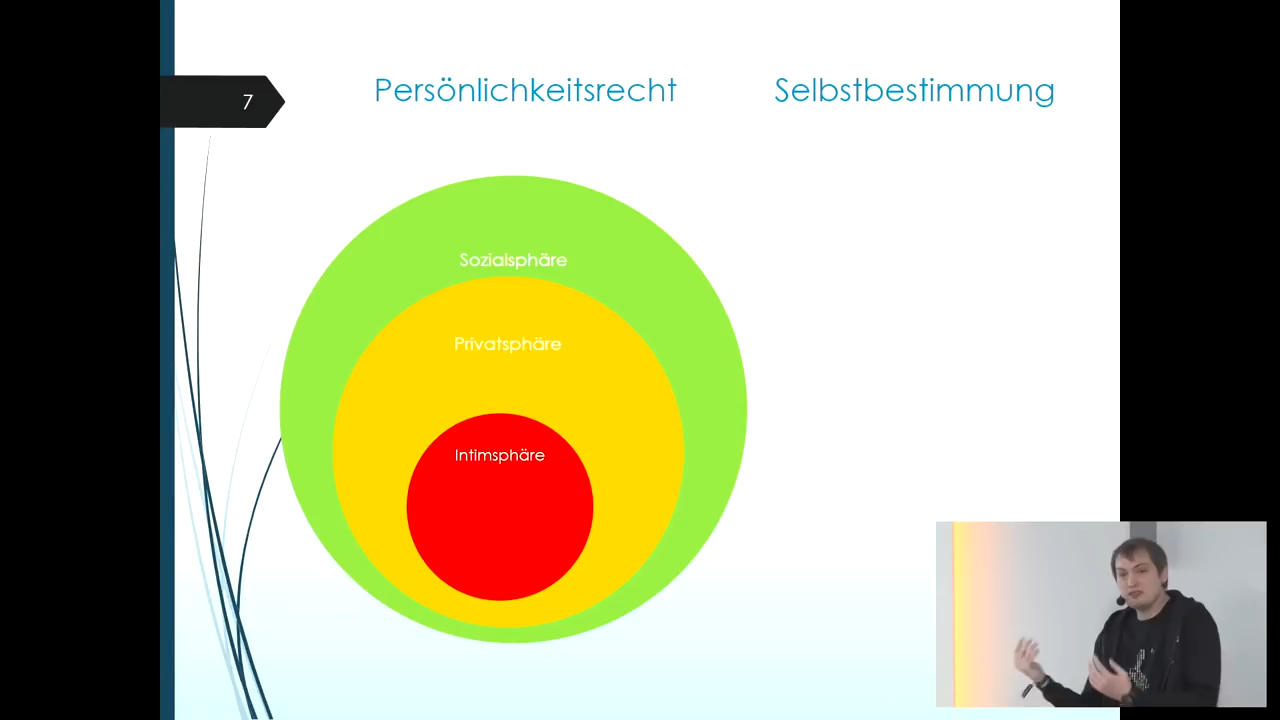 7
Persönlichkeitsrecht Selbstbestimmung
Sozialsphäre
Privatsphäre
Intimsphäre